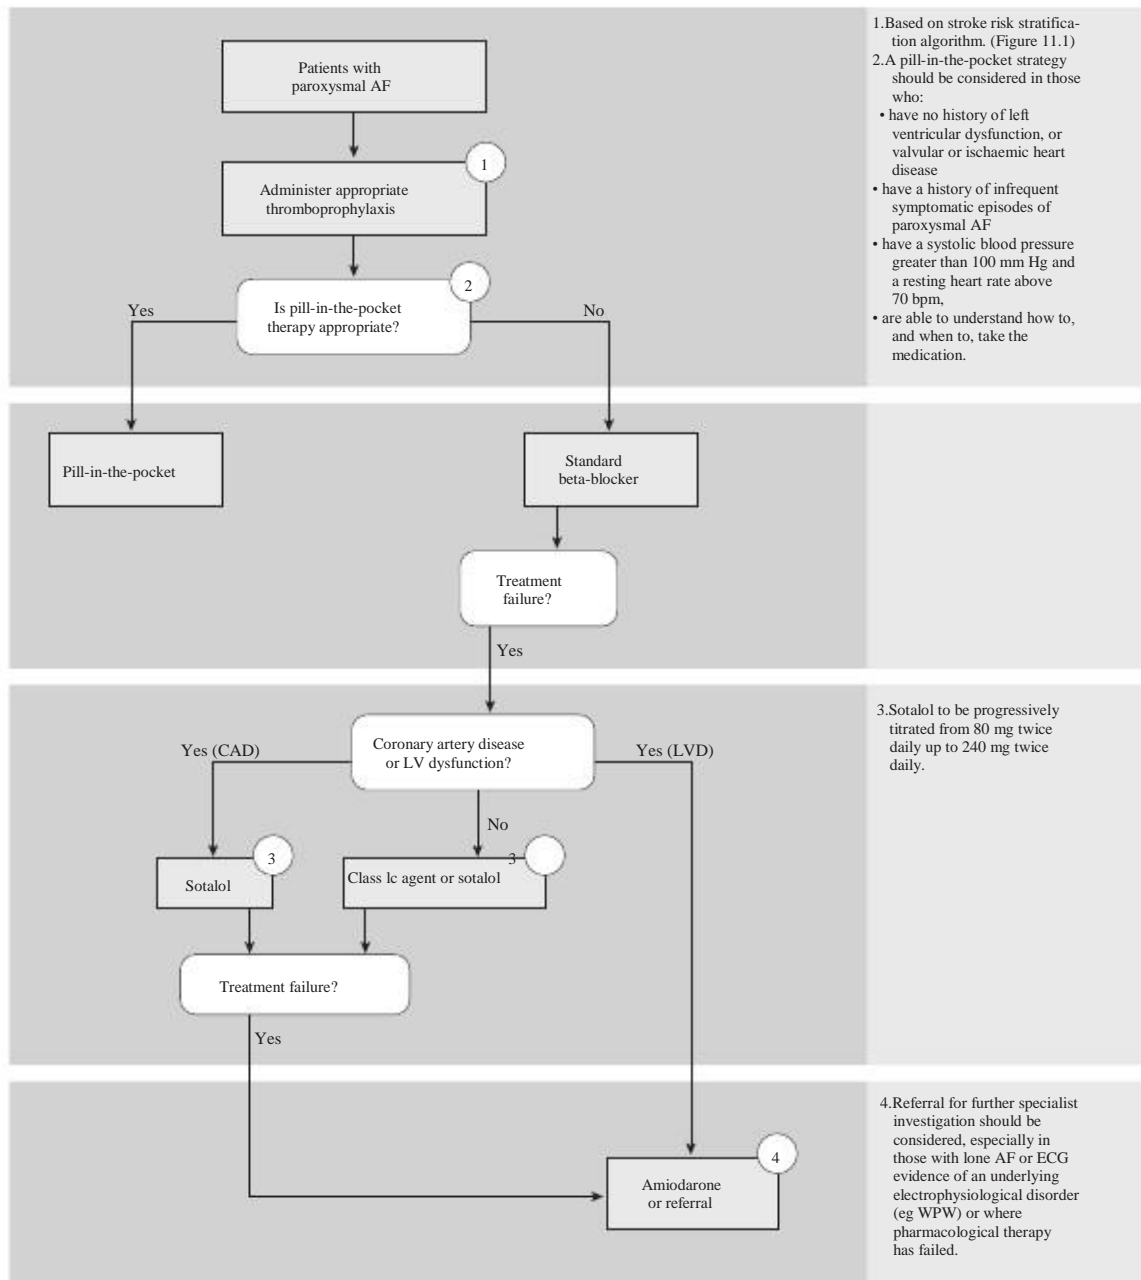 Patients with
paroxysmal AF
1
Administer appropriate
thromboprophylaxis
2
Is pill-in-the-pocket
therapy appropriate?
Yes
No
Pill-in-the-pocket
Standard
beta-blocker
Treatment
failure?
Yes
Coronary artery disease
or LV dysfunction?
Yes (CAD)
Yes (LVD)
No
3
Sotalol
3
Class lc agent or sotalol
Treatment failure?
Yes
4
Amiodarone
or referral
1.Based on stroke risk stratifica-
tion algorithm. (Figure 11.1)
2.A pill-in-the-pocket strategy
should be considered in those
who:
• have no history of left
ventricular dysfunction, or
valvular or ischaemic heart
disease
• have a history of infrequent
symptomatic episodes of
paroxysmal AF
• have a systolic blood pressure
greater than 100 mm Hg and
a resting heart rate above
70 bpm,
• are able to understand how to,
and when to, take the
medication.
3.Sotalol to be progressively
titrated from 80 mg twice
daily up to 240 mg twice
daily.
4.Referral for further specialist
investigation should be
considered, especially in
those with lone AF or ECG
evidence of an underlying
electrophysiological disorder
(eg WPW) or where
pharmacological therapy
has failed.